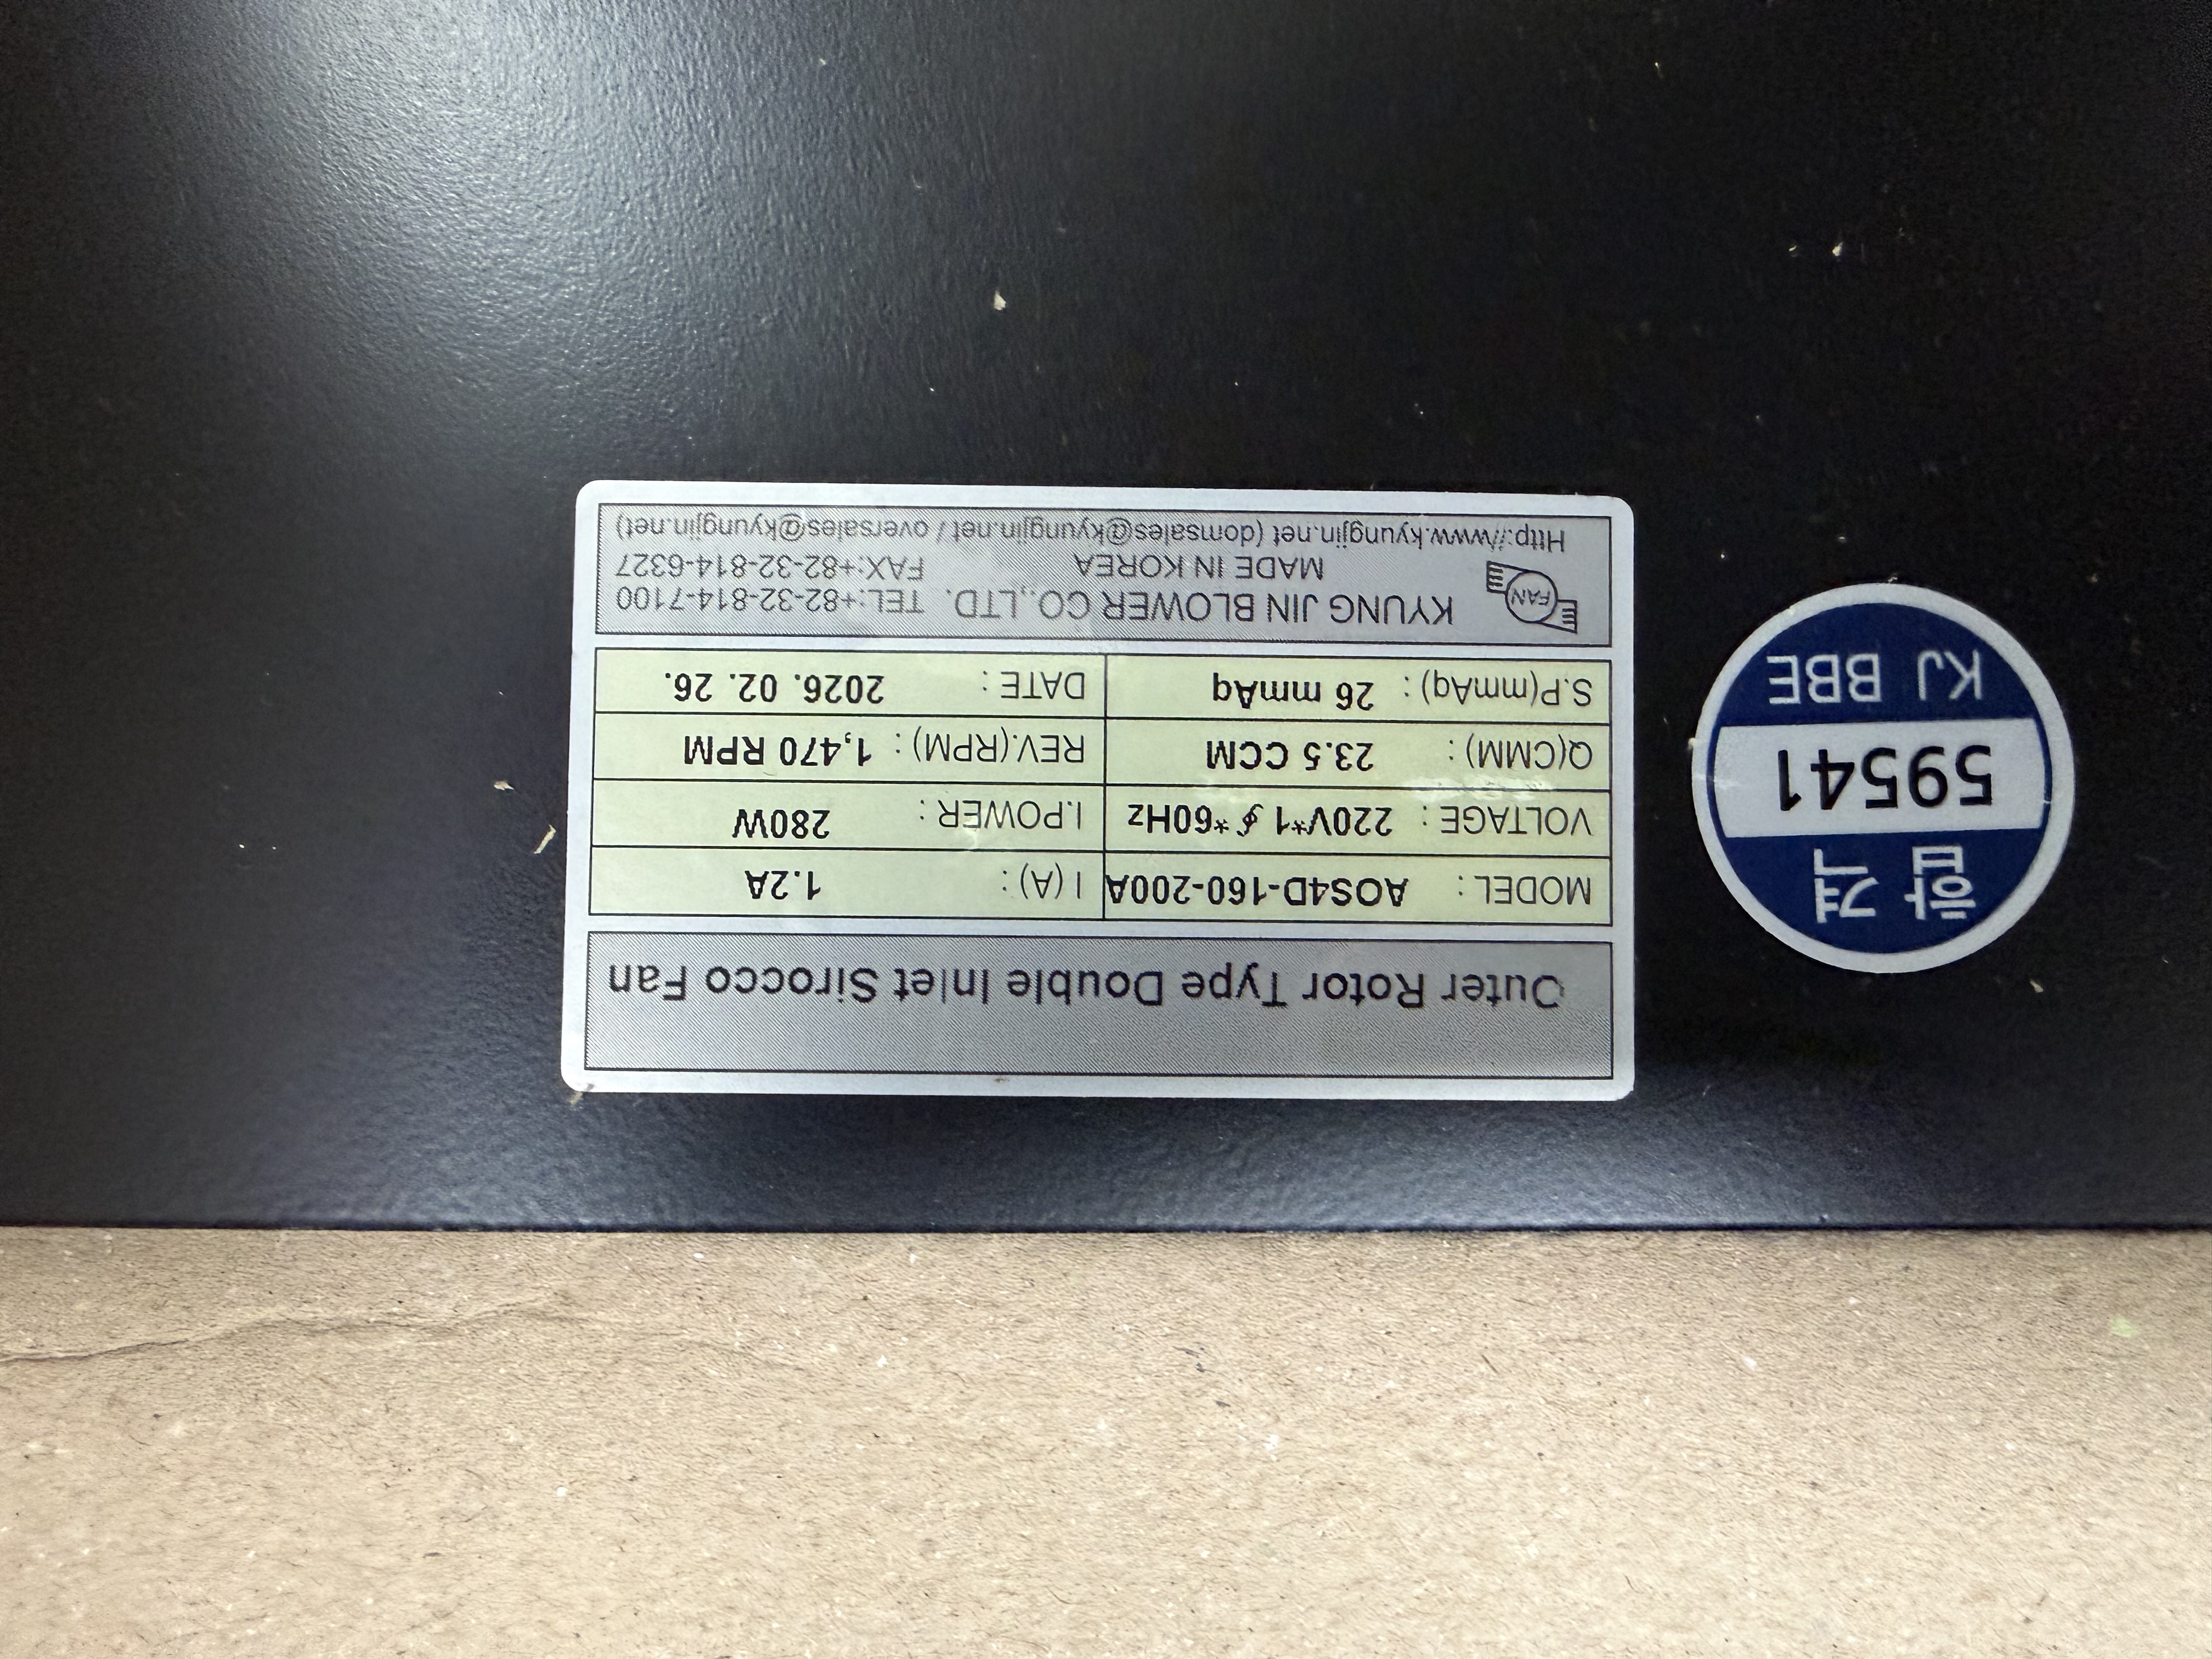 Outer Rotor Type Double Inlet Sirocco Fan
MODEL : AOS4D-160-200A I (A) : 1.2A
VOLTAGE : 220V*1∮*60Hz I.POWER : 280W
Q(CMM) : 23.5 CCM REV.(RPM) : 1,470 RPM
S.P(mmAq) : 26 mmAq DATE : 2026. 02. 26.
FAN
KYUNG JIN BLOWER CO.,LTD. TEL:+82-32-814-7100
MADE IN KOREA FAX:+82-32-814-6327
Http://www.kyungjin.net (domsales@kyungjin.net / oversales@kyungjin.net)
합격
59541
KJ BBE